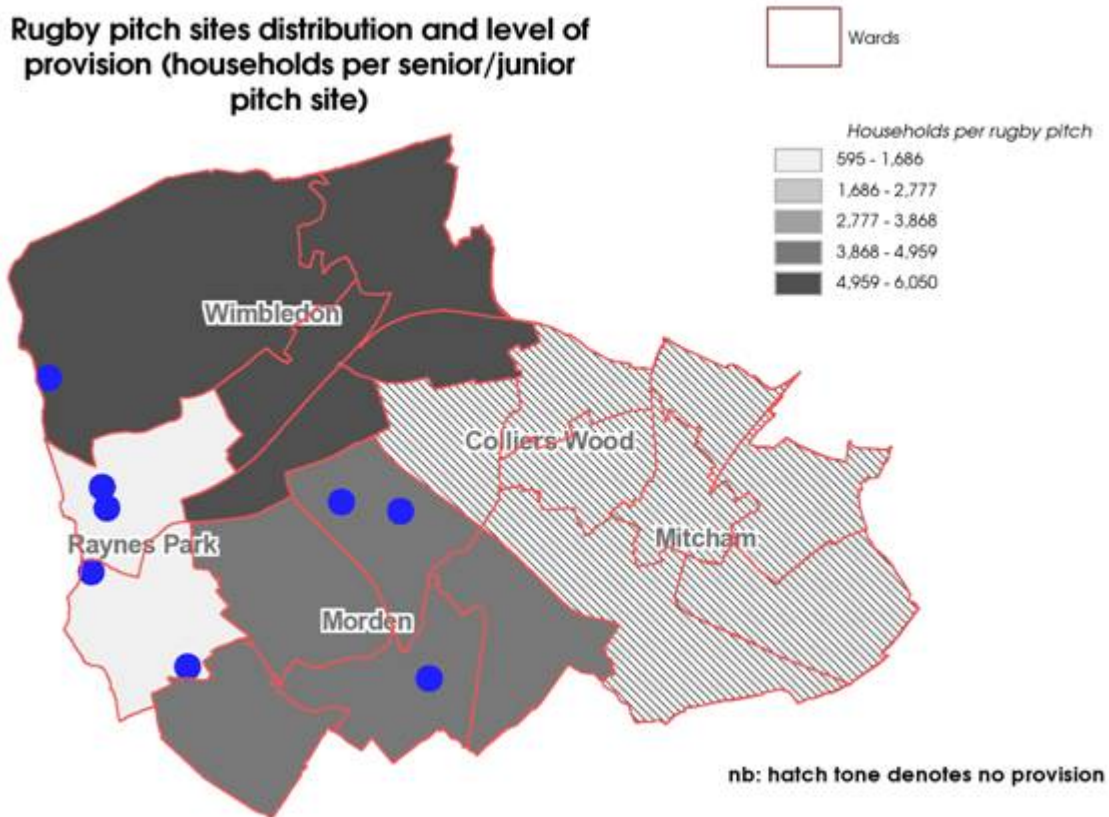 Rugby pitch sites distribution and level of
provision (households per senior/junior
pitch site)
Wards
Households per rugby pitch
595 - 1,686
1,686 - 2,777
2,777 - 3,868
3,868 - 4,959
4,959 - 6,050
Wimbledon
Colliers Wood
Raynes Park
Mitcham
Morden
nb: hatch tone denotes no provision